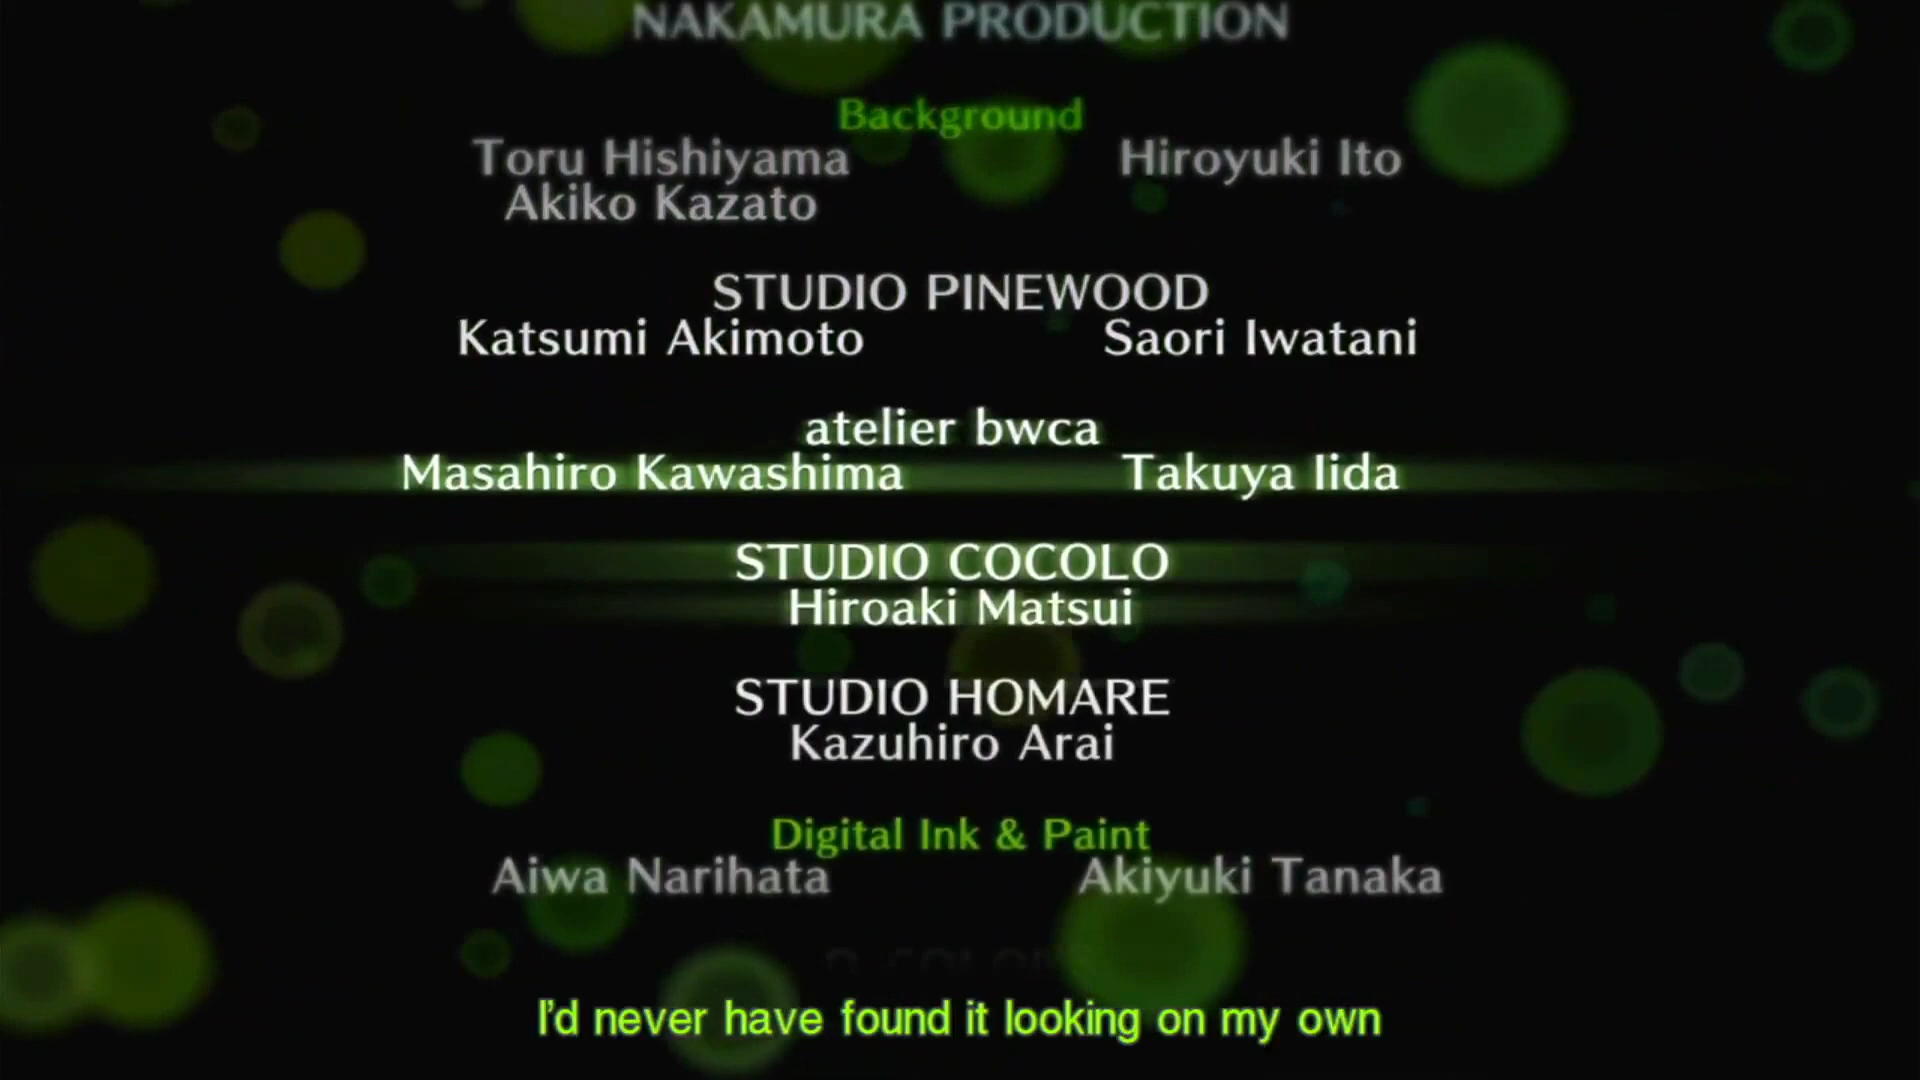 NAKAMURA PRODUCTION
Background
Toru Hishiyama Hiroyuki Ito
Akiko Kazato
STUDIO PINEWOOD
Katsumi Akimoto Saori Iwatani
atelier bwca
Masahiro Kawashima Takuya Iida
STUDIO COCOLO
Hiroaki Matsui
STUDIO HOMARE
Kazuhiro Arai
Digital Ink & Paint
Aiwa Narihata Akiyuki Tanaka
I'd never have found it looking on my own